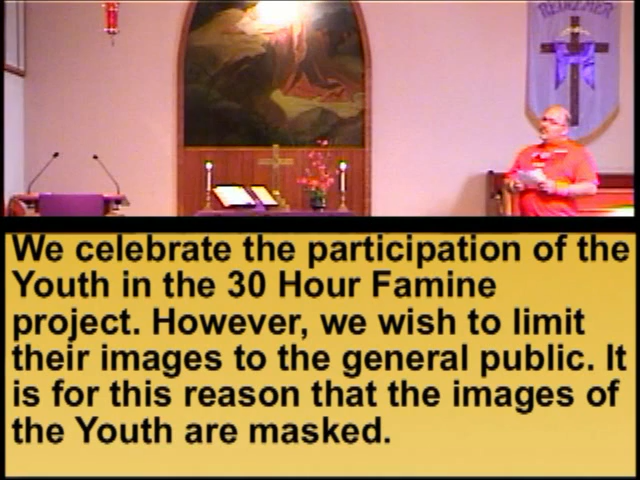 REDEEMER
We celebrate the participation of the
Youth in the 30 Hour Famine
project. However, we wish to limit
their images to the general public. It
is for this reason that the images of
the Youth are masked.